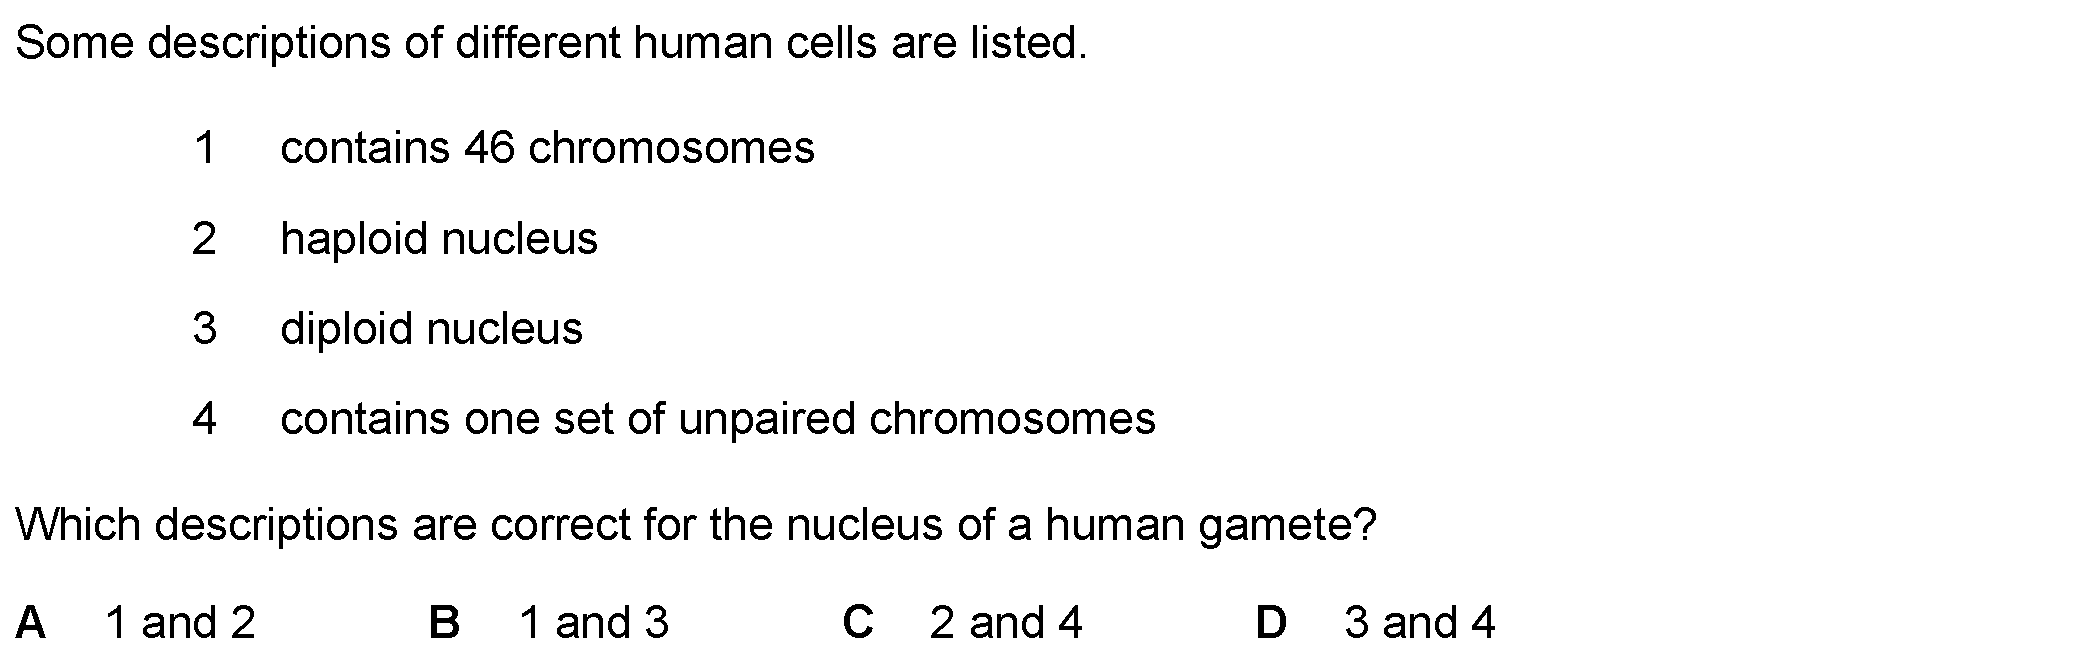 Some descriptions of different human cells are listed.
1 contains 46 chromosomes
2 haploid nucleus
3 diploid nucleus
4 contains one set of unpaired chromosomes
Which descriptions are correct for the nucleus of a human gamete?
A 1 and 2 B 1 and 3 C 2 and 4 D 3 and 4